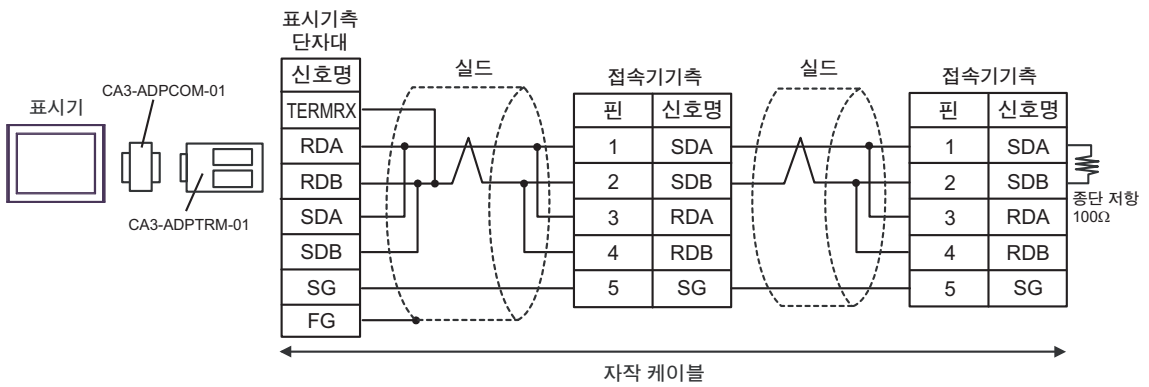 표시기측
단자대
신호명
TERMRX
RDA
RDB
SDA
SDB
SG
FG
표시기
CA3-ADPCOM-01
CA3-ADPTRM-01
실드
접속기기측
핀 신호명
1 SDA
2 SDB
3 RDA
4 RDB
5 SG
실드
접속기기측
핀 신호명
1 SDA
2 SDB
3 RDA
4 RDB
5 SG
종단 저항
100Ω
자작 케이블